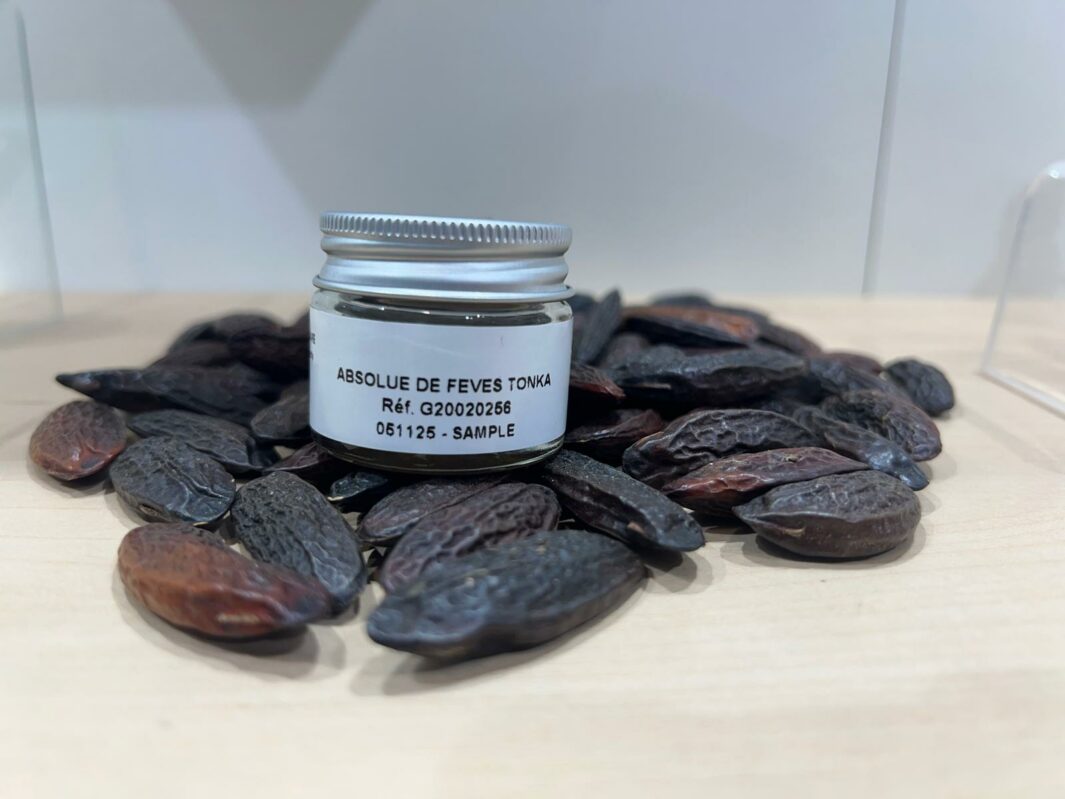 ABSOLUE DE FEVES TONKA
Réf. G20020256
051125 - SAMPLE